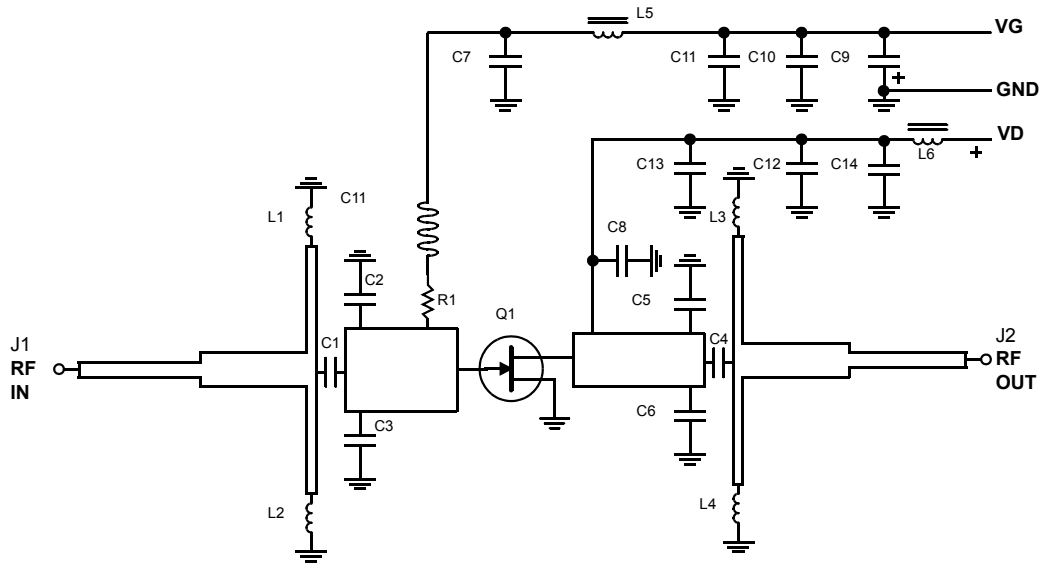 L5
VG
C7
C11
C10
C9
+
GND
VD
C13
C12
C14
L6
+
C11
L1
L3
C8
C2
C5
R1
Q1
J1
RF
IN
C1
C4
J2
RF
OUT
C3
C6
L2
L4